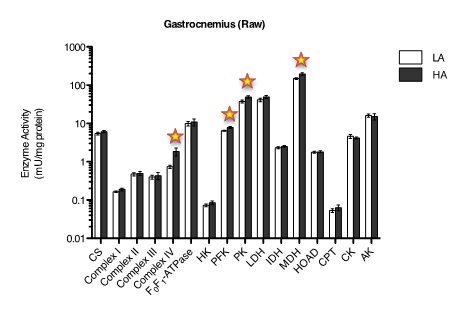 Gastrocnemius (Raw)
1000
100
10
1
0.1
0.01
Enzyme Activity
(mU/mg protein)
LA
HA
CS
Complex I
Complex II
Complex III
Complex IV
F₀F₁-ATPase
HK
PFK
PK
LDH
IDH
MDH
HOAD
CPT
CK
AK